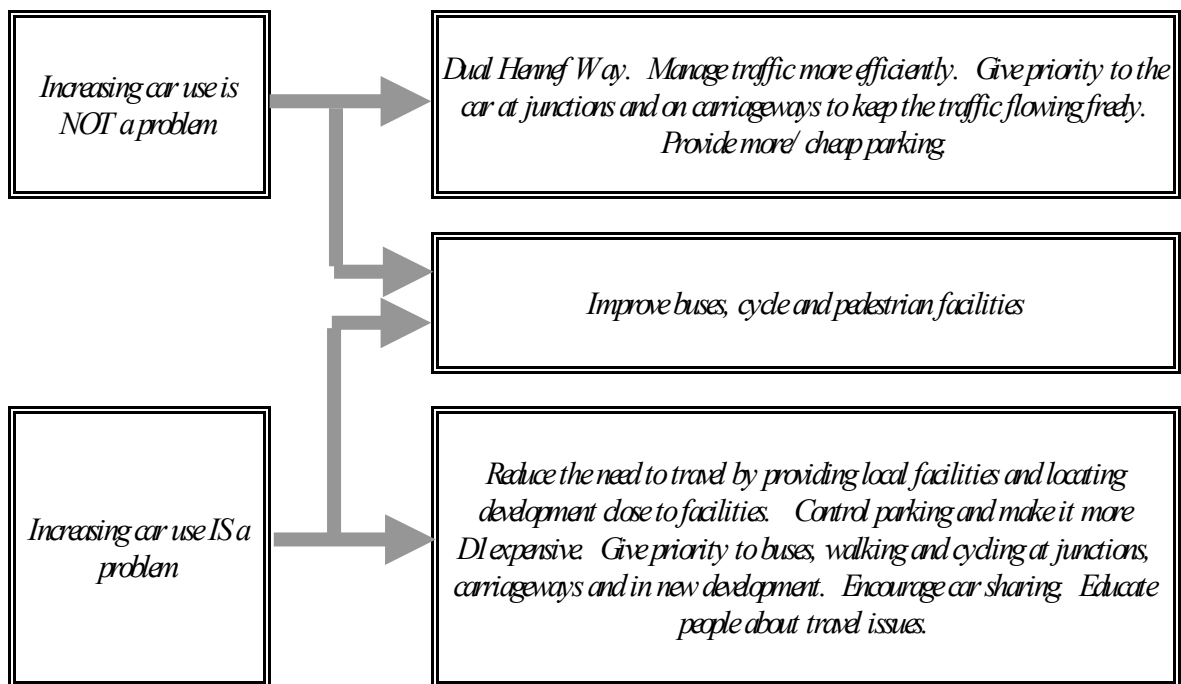 Increasing car use is
NOT a problem
Dual Hennef Way. Manage traffic more efficiently. Give priority to the
car at junctions and on carriageways to keep the traffic flowing freely.
Provide more/ cheap parking.
Improve buses, cycle and pedestrian facilities
Increasing car use IS a
problem
Reduce the need to travel by providing local facilities and locating
development close to facilities. Control parking and make it more
D1expensive. Give priority to buses, walking and cycling at junctions,
carriageways and in new development. Encourage car sharing. Educate
people about travel issues.